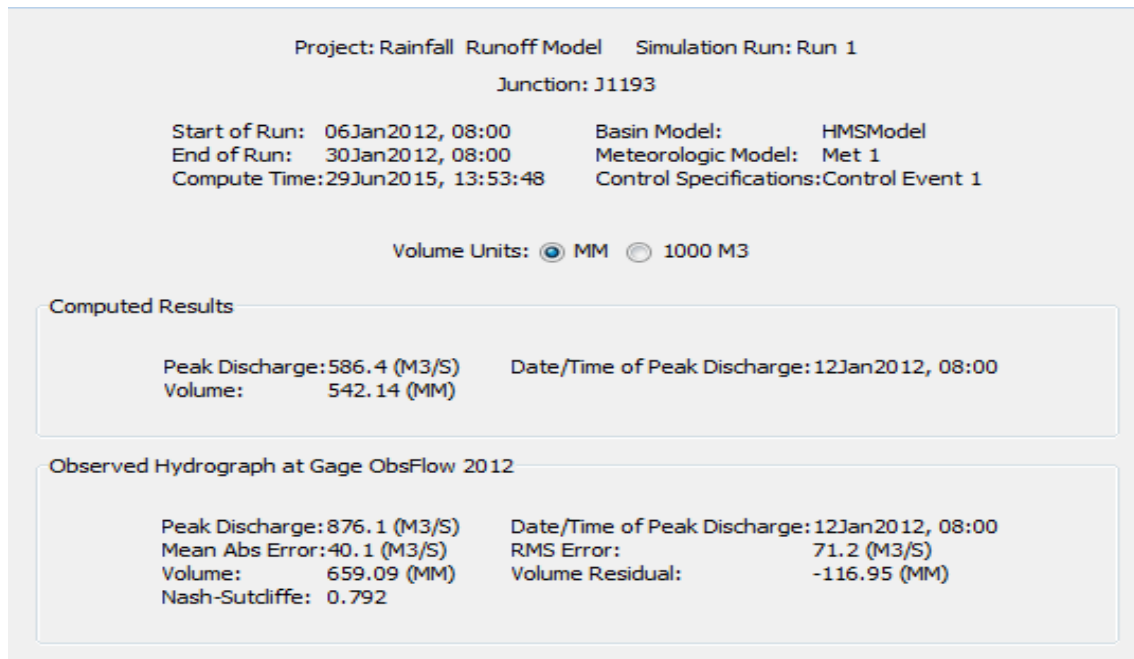 Project: Rainfall Runoff Model Simulation Run: Run 1
Junction: J1193
Start of Run: 06Jan2012, 08:00 Basin Model: HMSModel
End of Run: 30Jan2012, 08:00 Meteorologic Model: Met 1
Compute Time:29Jun2015, 13:53:48 Control Specifications:Control Event 1
Volume Units: MM 1000 M3
Computed Results
Peak Discharge:586.4 (M3/S) Date/Time of Peak Discharge:12Jan2012, 08:00
Volume: 542.14 (MM)
Observed Hydrograph at Gage ObsFlow 2012
Peak Discharge:876.1 (M3/S) Date/Time of Peak Discharge:12Jan2012, 08:00
Mean Abs Error:40.1 (M3/S) RMS Error: 71.2 (M3/S)
Volume: 659.09 (MM) Volume Residual: -116.95 (MM)
Nash-Sutcliffe: 0.792